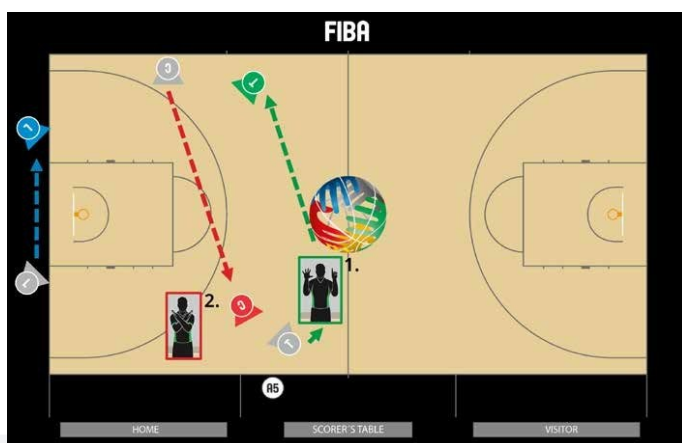 FIBA
C
T
L
1.
L
2.
C
T
A5
HOME
SCORER´S TABLE
VISITOR